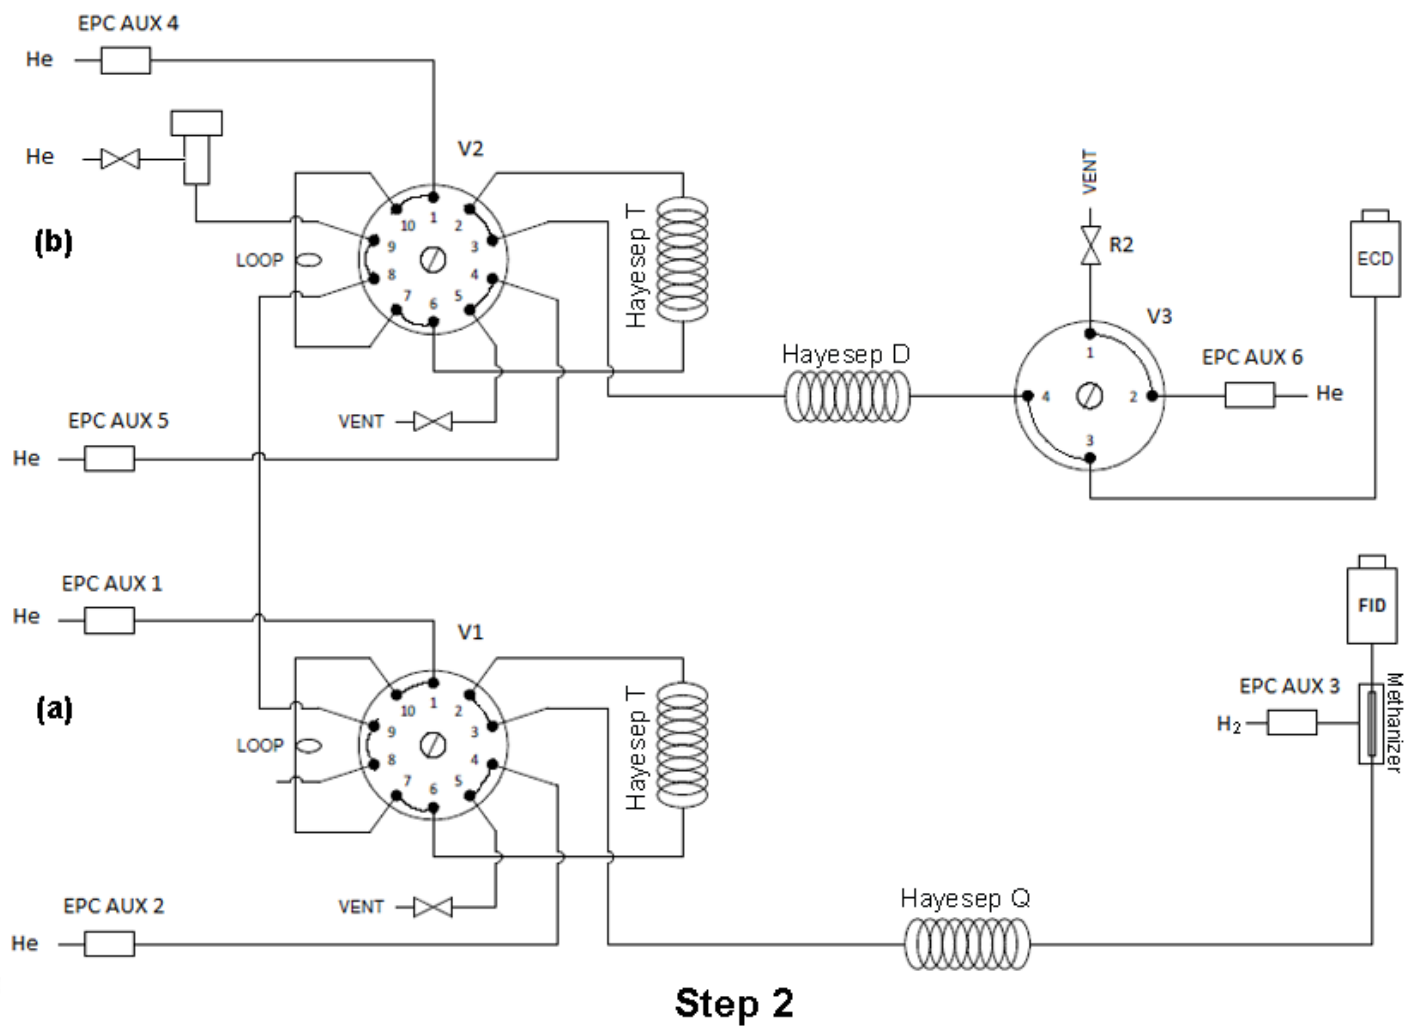 EPC AUX 4
He
He
V2
1
2
3
4
5
6
7
8
9
10
(b)
LOOP
Hayesep T
VENT
EPC AUX 5
He
Hayesep D
VENT
R2
V3
1
2
3
4
EPC AUX 6
He
ECD
EPC AUX 1
He
V1
1
2
3
4
5
6
7
8
9
10
(a)
LOOP
Hayesep T
VENT
EPC AUX 2
He
Hayesep Q
FID
EPC AUX 3
H₂
Methanizer
Step 2